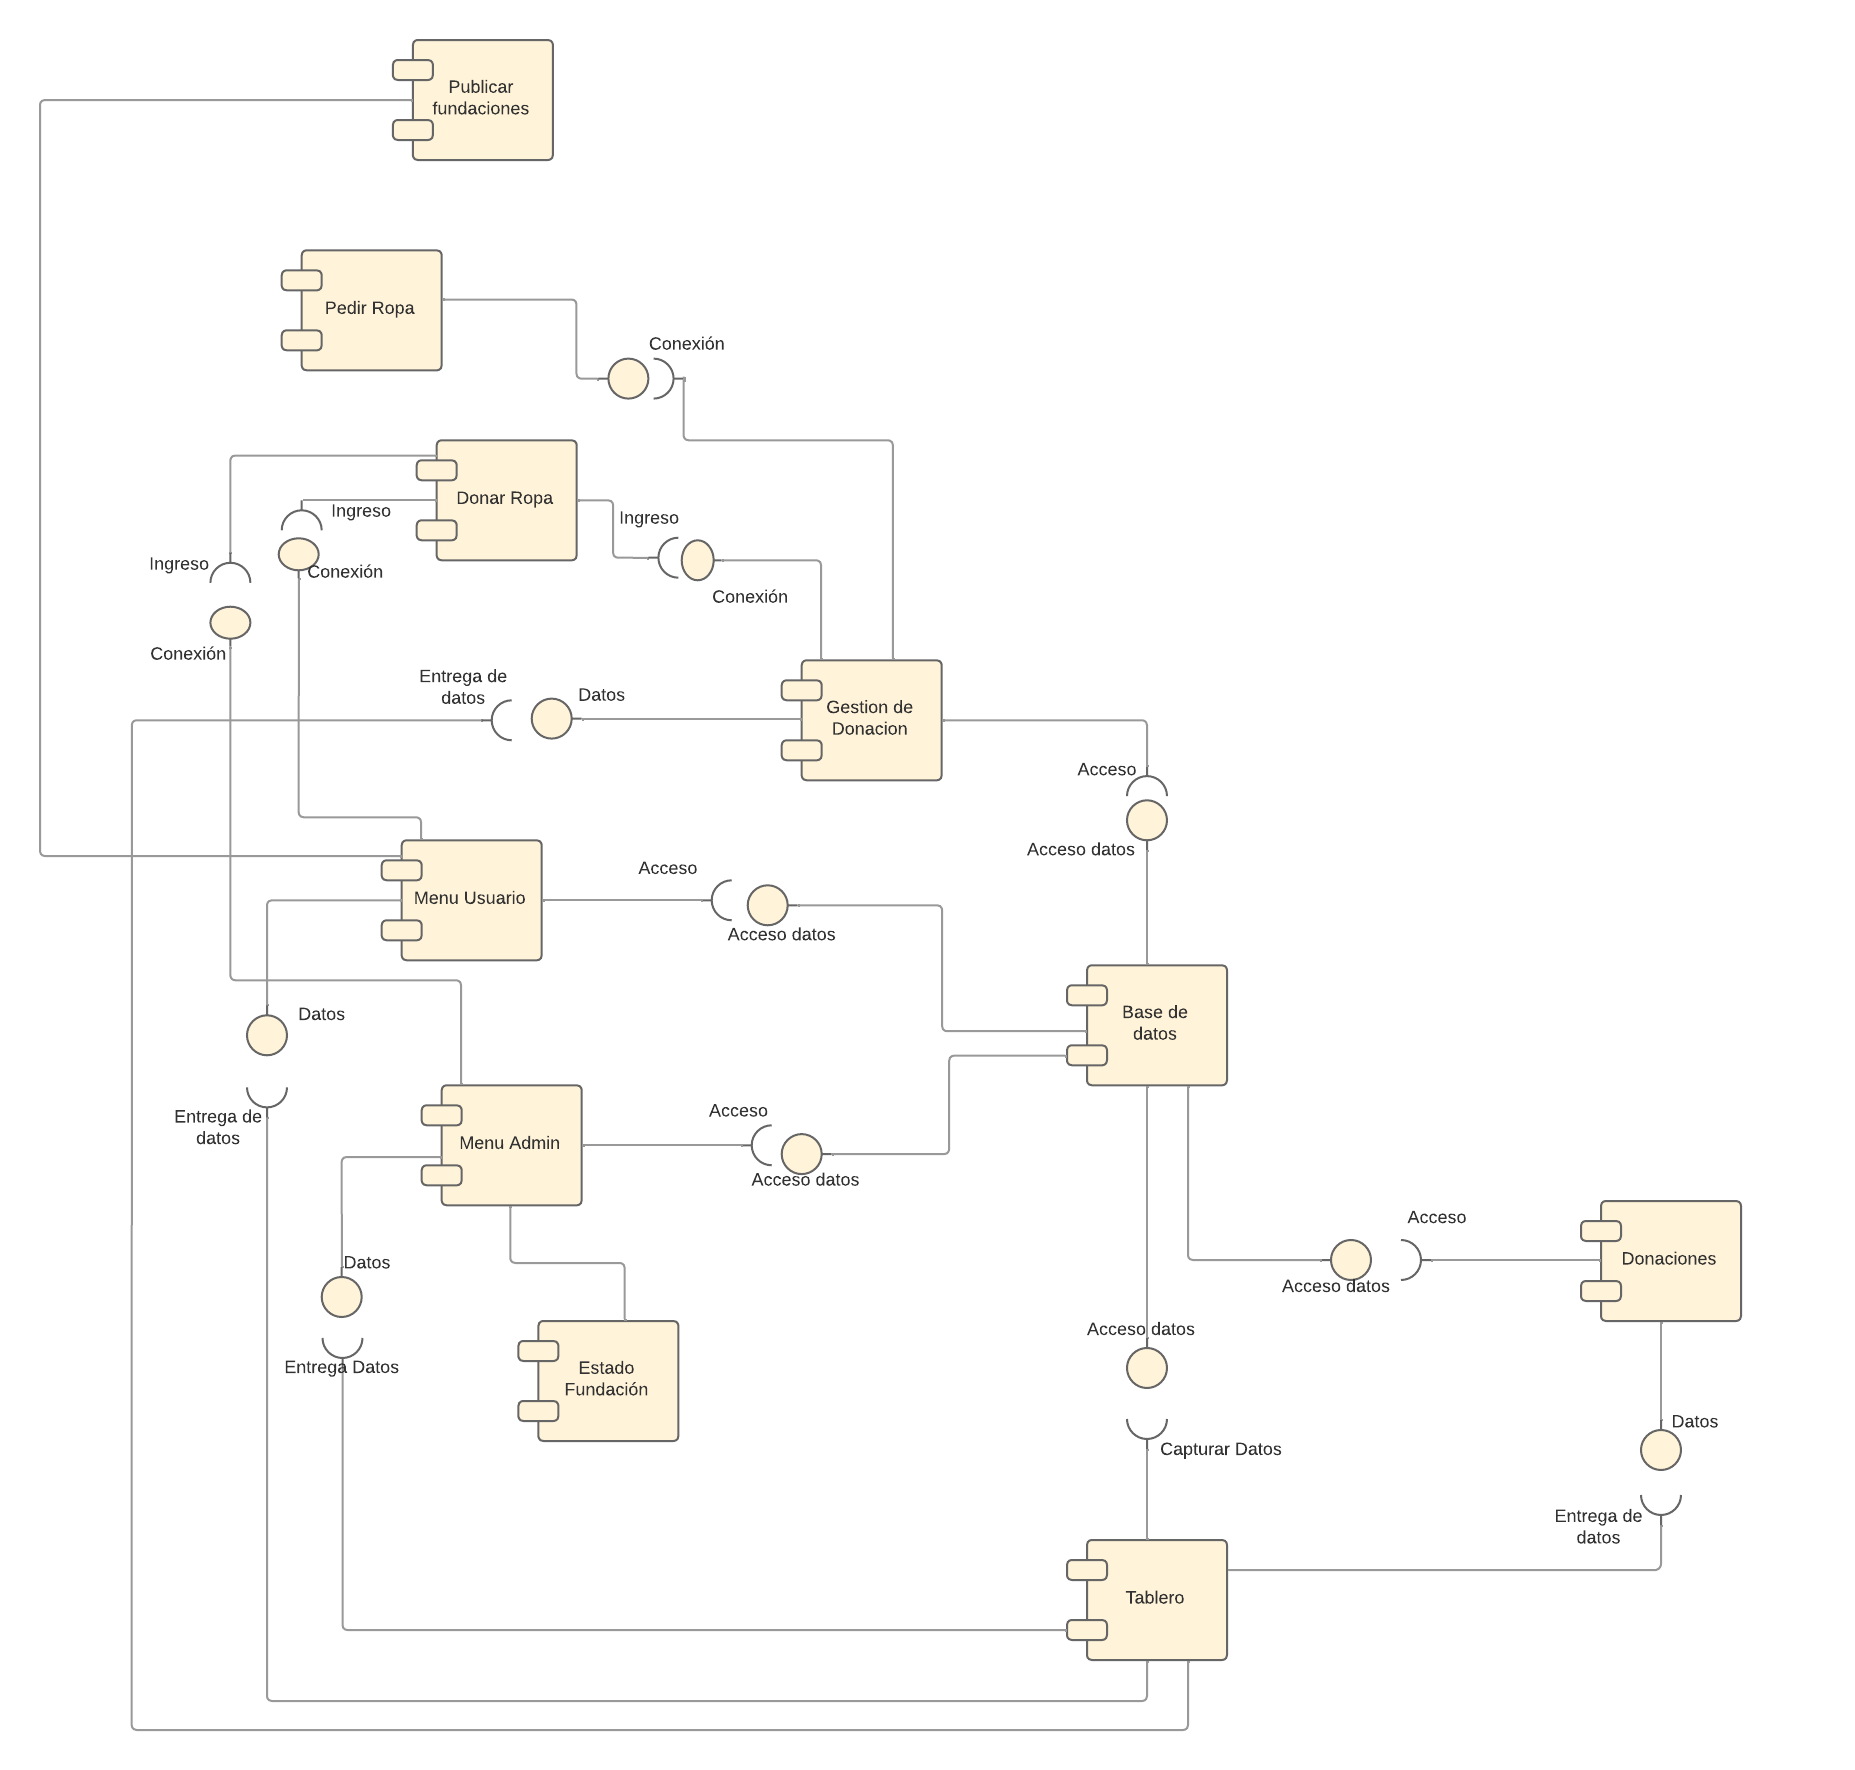 Publicar
fundaciones
Pedir Ropa
Conexión
Donar Ropa
Ingreso
Ingreso
Ingreso
Conexión
Conexión
Conexión
Entrega de
datos
Datos
Gestion de
Donacion
Acceso
Acceso datos
Acceso
Menu Usuario
Acceso datos
Datos
Base de
datos
Entrega de
datos
Acceso
Menu Admin
Acceso datos
Acceso
Datos
Donaciones
Acceso datos
Acceso datos
Entrega Datos
Estado
Fundación
Datos
Capturar Datos
Entrega de
datos
Tablero